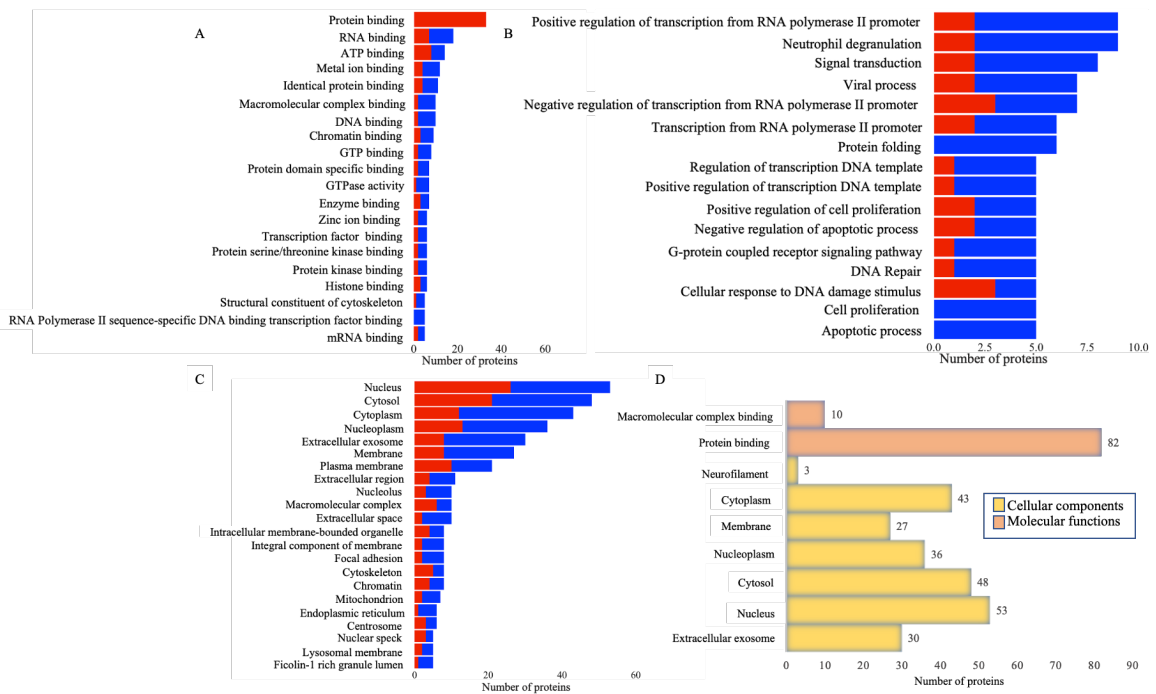 A
Protein binding
RNA binding
ATP binding
Metal ion binding
Identical protein binding
Macromolecular complex binding
DNA binding
Chromatin binding
GTP binding
Protein domain specific binding
GTPase activity
Enzyme binding
Zinc ion binding
Transcription factor binding
Protein serine/threonine kinase binding
Protein kinase binding
Histone binding
Structural constituent of cytoskeleton
RNA Polymerase II sequence-specific DNA binding transcription factor binding
mRNA binding
0 20 40 60
Number of proteins
B
Positive regulation of transcription from RNA polymerase II promoter
Neutrophil degranulation
Signal transduction
Viral process
Negative regulation of transcription from RNA polymerase II promoter
Transcription from RNA polymerase II promoter
Protein folding
Regulation of transcription DNA template
Positive regulation of transcription DNA template
Positive regulation of cell proliferation
Negative regulation of apoptotic process
G-protein coupled receptor signaling pathway
DNA Repair
Cellular response to DNA damage stimulus
Cell proliferation
Apoptotic process
0.0 2.5 5.0 7.5 10.0
Number of proteins
C
Nucleus
Cytosol
Cytoplasm
Nucleoplasm
Extracellular exosome
Membrane
Plasma membrane
Extracellular region
Nucleolus
Macromolecular complex
Extracellular space
Intracellular membrane-bounded organelle
Integral component of membrane
Focal adhesion
Cytoskeleton
Chromatin
Mitochondrion
Endoplasmic reticulum
Centrosome
Nuclear speck
Lysosomal membrane
Ficolin-1 rich granule lumen
0 20 40 60
Number of proteins
D
Macromolecular complex binding 10
Protein binding 82
Neurofilament 3
Cytoplasm 43
Membrane 27
Nucleoplasm 36
Cytosol 48
Nucleus 53
Extracellular exosome 30
0 10 20 30 40 50 60 70 80 90
Number of proteins
Cellular components
Molecular functions